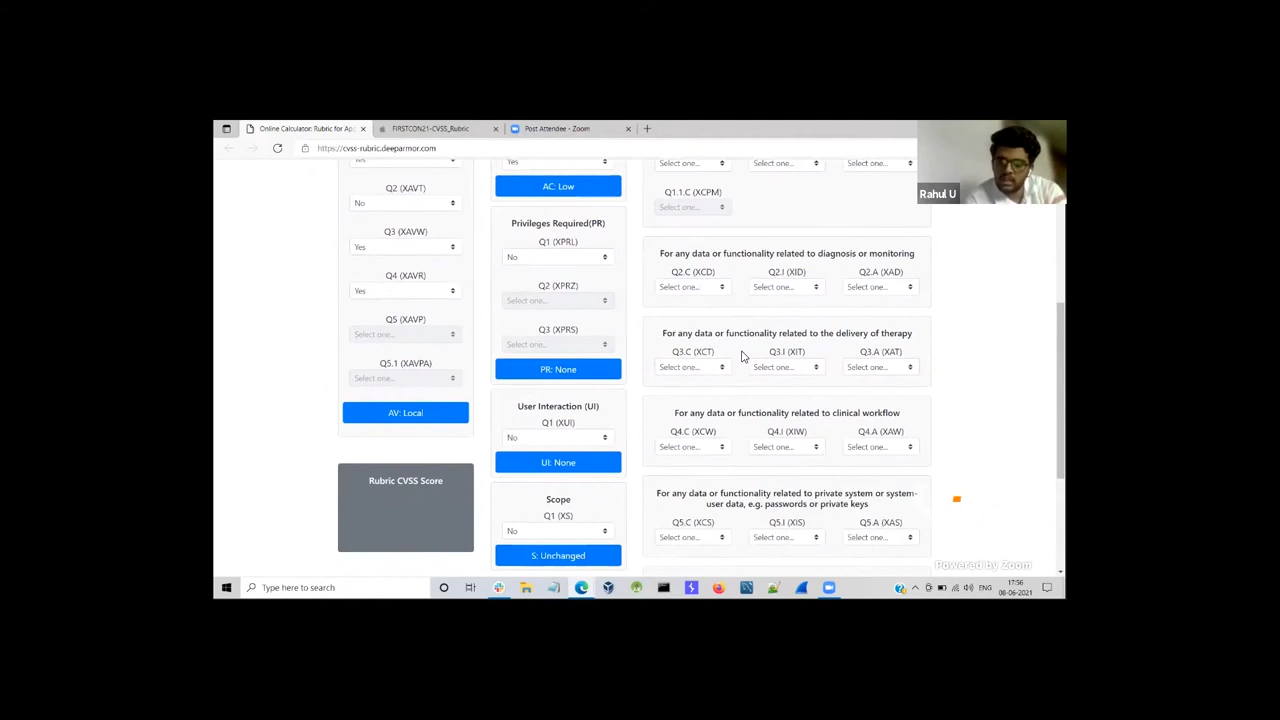 Online Calculator: Rubric for App
FIRSTCON21-CVSS_Rubric
Post Attendee - Zoom
https://cvss-rubric.deeparmor.com
Rahul U
Yes
Q2 (XAVT)
No
Q3 (XAVW)
Yes
Q4 (XAVR)
Yes
Q5 (XAVP)
Select one...
Q5.1 (XAVPA)
Select one...
AV: Local
Rubric CVSS Score
Yes
AC: Low
Privileges Required(PR)
Q1 (XPRL)
No
Q2 (XPRZ)
Select one...
Q3 (XPRS)
Select one...
PR: None
User Interaction (UI)
Q1 (XUI)
No
UI: None
Scope
Q1 (XS)
No
S: Unchanged
Select one... Select one... Select one...
Q1.1.C (XCPM)
Select one...
For any data or functionality related to diagnosis or monitoring
Q2.C (XCD) Q2.I (XID) Q2.A (XAD)
Select one... Select one... Select one...
For any data or functionality related to the delivery of therapy
Q3.C (XCT) Q3.I (XIT) Q3.A (XAT)
Select one... Select one... Select one...
For any data or functionality related to clinical workflow
Q4.C (XCW) Q4.I (XIW) Q4.A (XAW)
Select one... Select one... Select one...
For any data or functionality related to private system or system-
user data, e.g. passwords or private keys
Q5.C (XCS) Q5.I (XIS) Q5.A (XAS)
Select one... Select one... Select one...
Powered by Zoom
Type here to search
ENG
17:56
08-06-2021